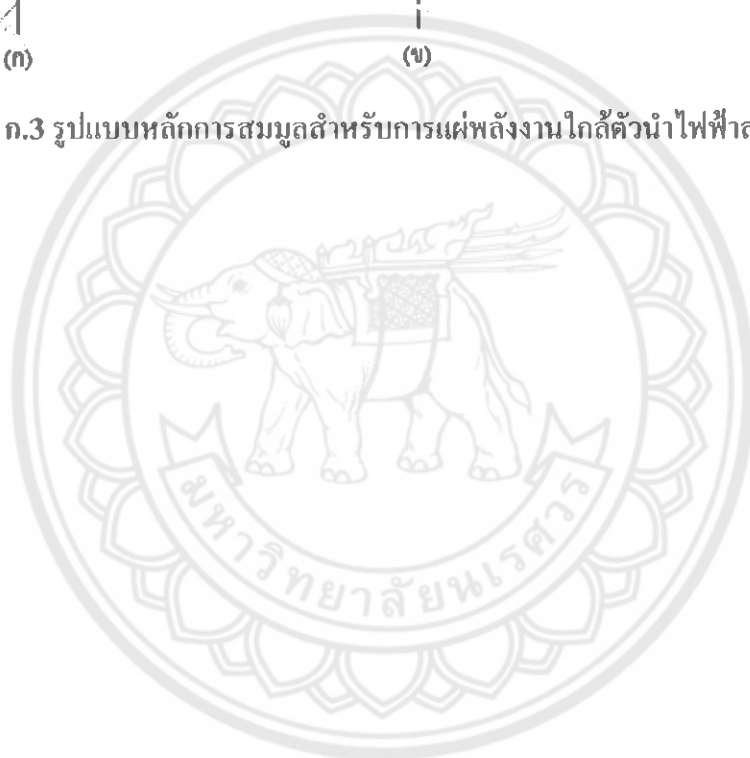 (ก) (ข)
ก.3 รูปแบบหลักการสมมูลสำหรับการแผ่พลังงานใกล้ตัวนำไฟฟ้า
มหาวิทยาลัยนเรศวร